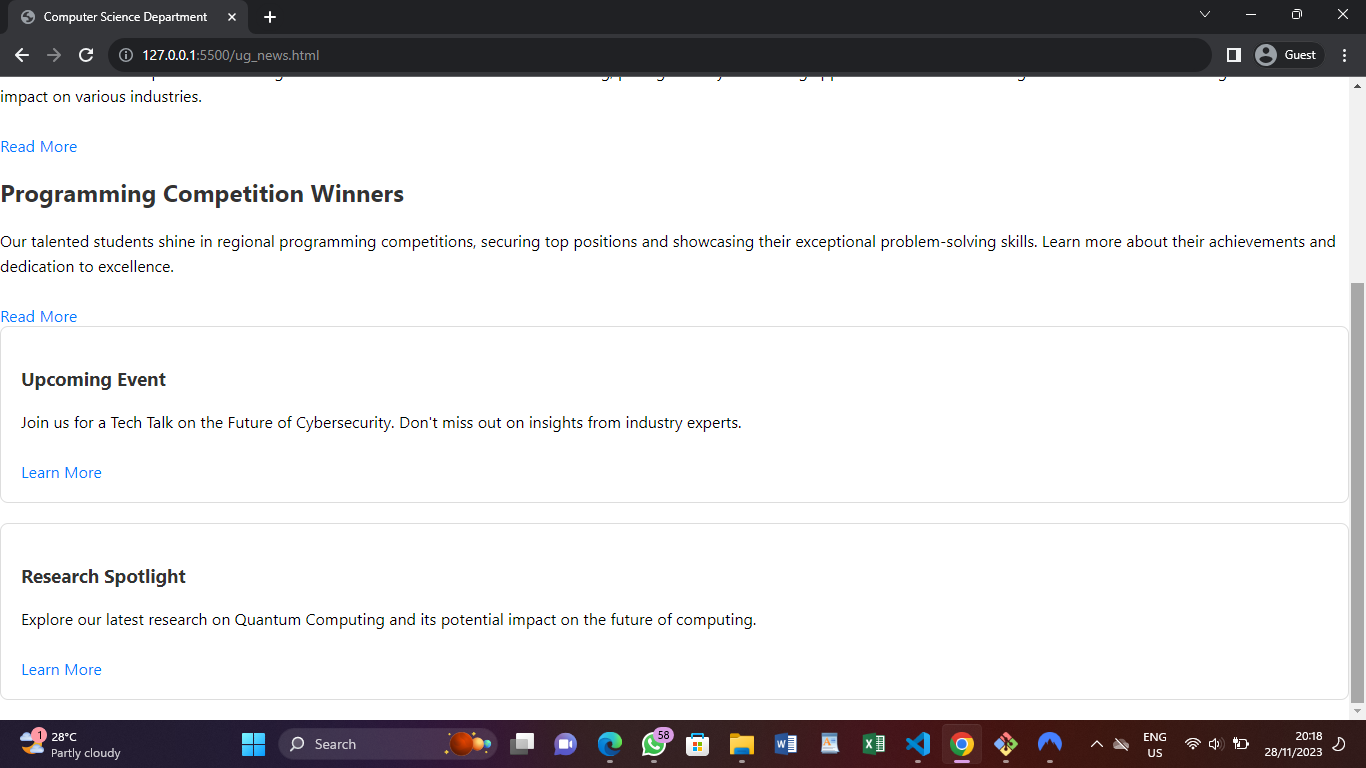 Computer Science Department
127.0.0.1:5500/ug_news.html
Guest
impact on various industries.
Read More
Programming Competition Winners
Our talented students shine in regional programming competitions, securing top positions and showcasing their exceptional problem-solving skills. Learn more about their achievements and
dedication to excellence.
Read More
Upcoming Event
Join us for a Tech Talk on the Future of Cybersecurity. Don't miss out on insights from industry experts.
Learn More
Research Spotlight
Explore our latest research on Quantum Computing and its potential impact on the future of computing.
Learn More
1
28°C
Partly cloudy
Search
58
ENG
US
20:18
28/11/2023